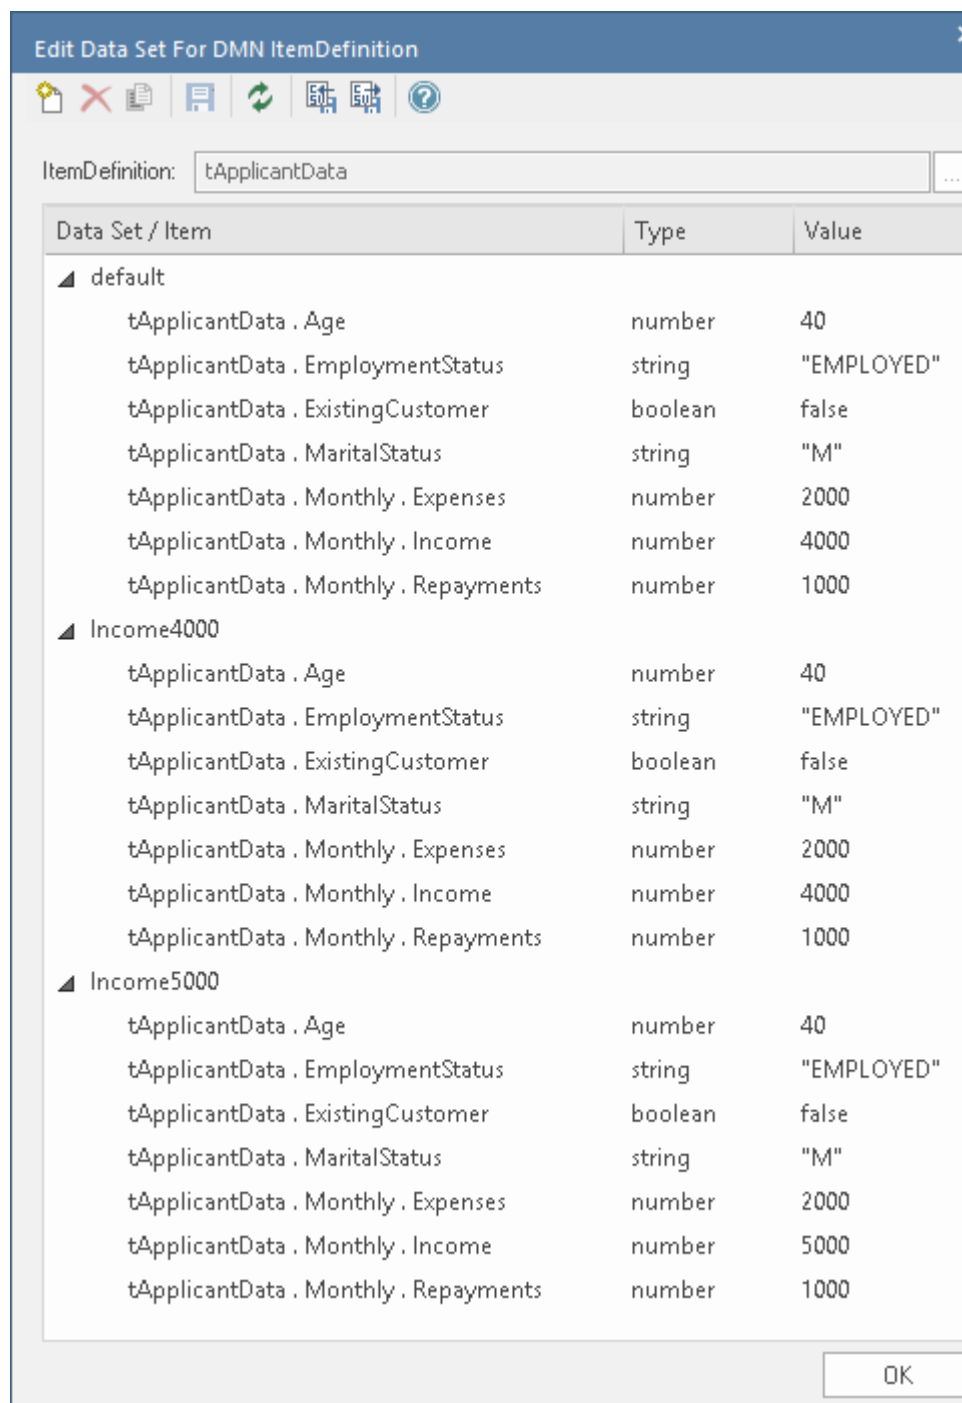 Edit Data Set For DMN ItemDefinition
ItemDefinition: tApplicantData ...
Data Set / Item Type Value
default
tApplicantData . Age number 40
tApplicantData . EmploymentStatus string "EMPLOYED"
tApplicantData . ExistingCustomer boolean false
tApplicantData . MaritalStatus string "M"
tApplicantData . Monthly . Expenses number 2000
tApplicantData . Monthly . Income number 4000
tApplicantData . Monthly . Repayments number 1000
Income4000
tApplicantData . Age number 40
tApplicantData . EmploymentStatus string "EMPLOYED"
tApplicantData . ExistingCustomer boolean false
tApplicantData . MaritalStatus string "M"
tApplicantData . Monthly . Expenses number 2000
tApplicantData . Monthly . Income number 4000
tApplicantData . Monthly . Repayments number 1000
Income5000
tApplicantData . Age number 40
tApplicantData . EmploymentStatus string "EMPLOYED"
tApplicantData . ExistingCustomer boolean false
tApplicantData . MaritalStatus string "M"
tApplicantData . Monthly . Expenses number 2000
tApplicantData . Monthly . Income number 5000
tApplicantData . Monthly . Repayments number 1000
OK